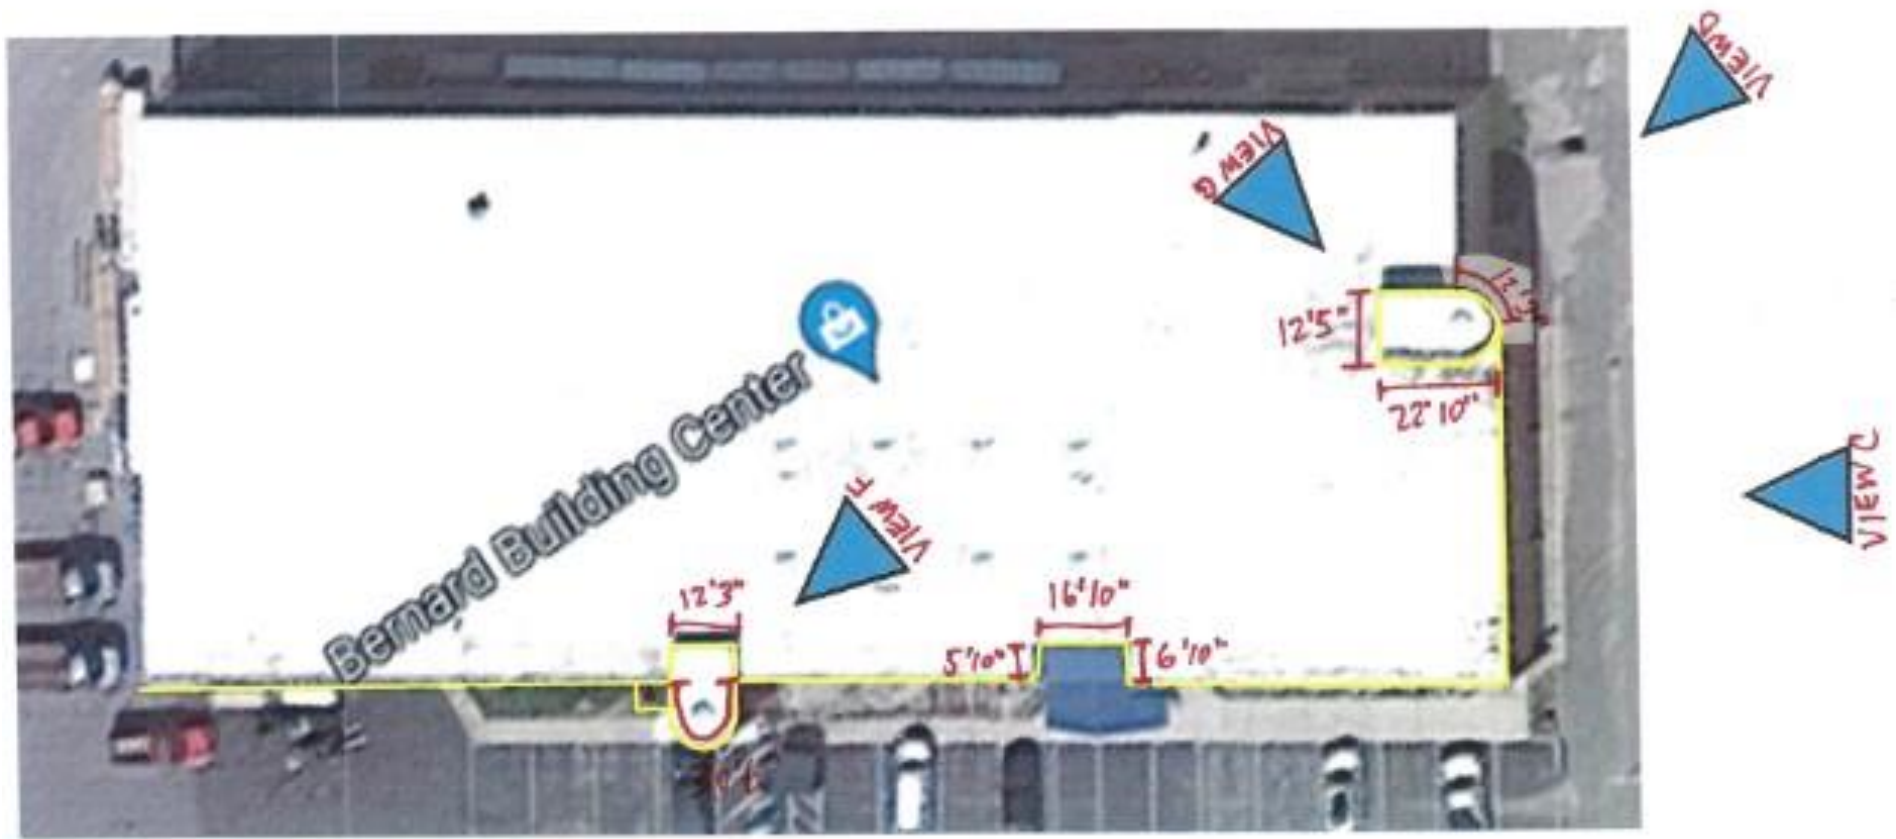 VIEW D
VIEW G
12'5"
22'10"
VIEW C
Bernard Building Center
VIEW F
12'3"
16'10"
5'10"
6'10"